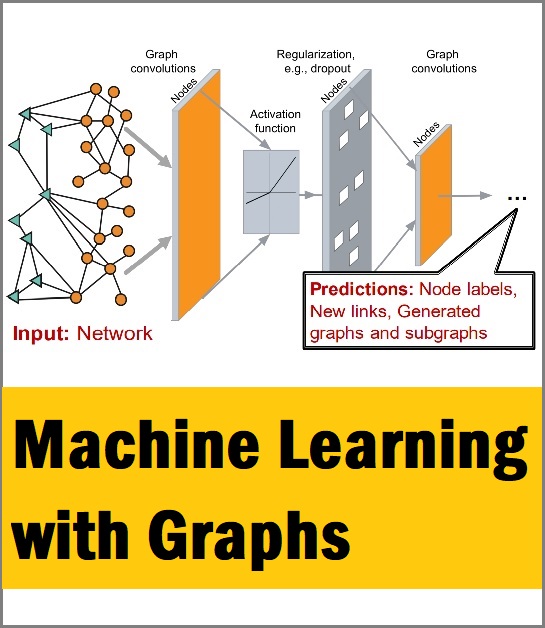 Graph
convolutions
Regularization,
e.g., dropout
Graph
convolutions
Nodes
Nodes
Activation
function
Nodes
...
Input: Network
Predictions: Node labels,
New links, Generated
graphs and subgraphs
Machine Learning
with Graphs